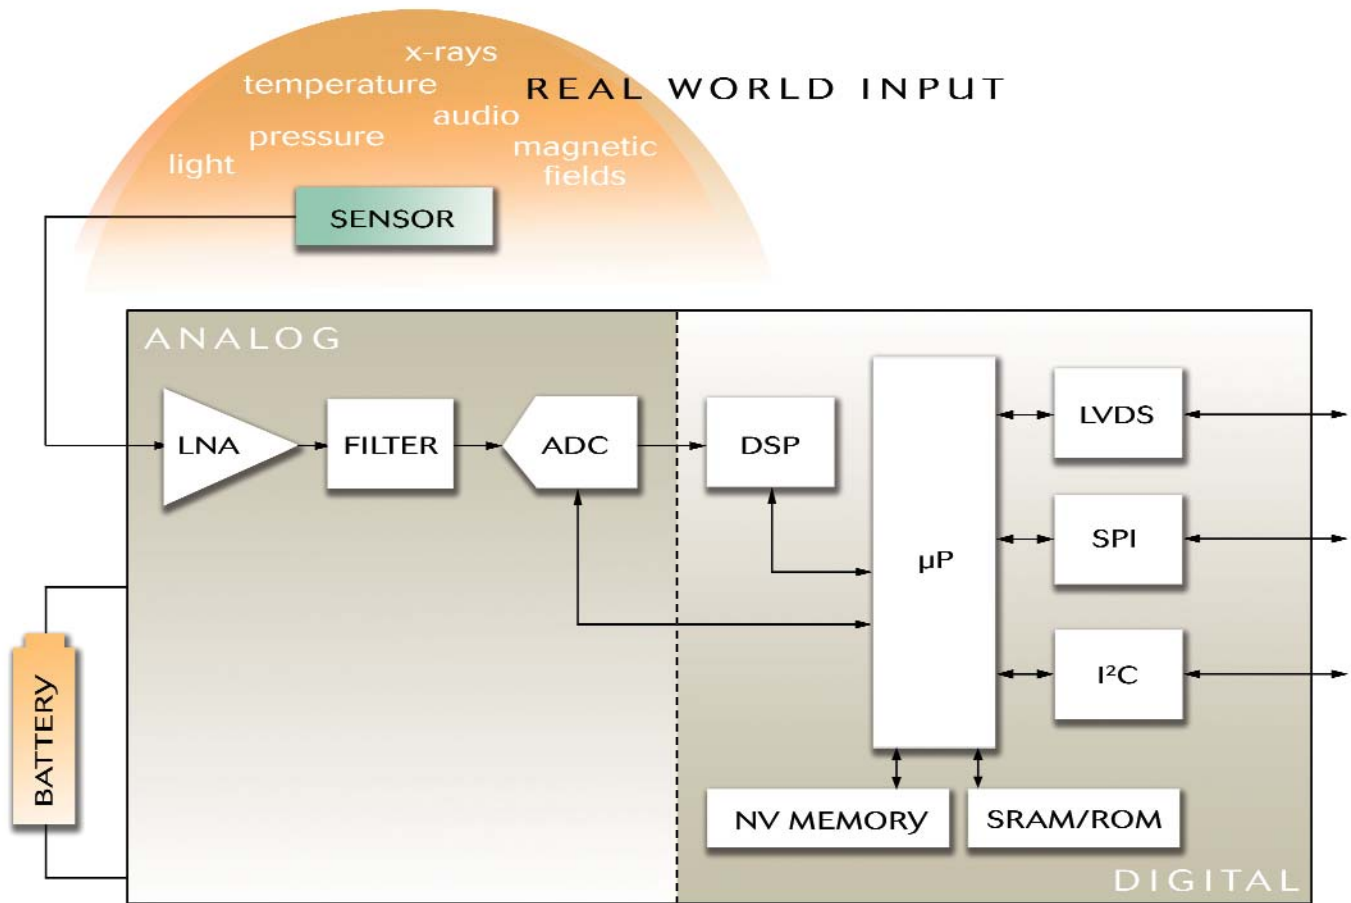 x-rays
temperature
REAL WORLD INPUT
audio
pressure
magnetic
fields
light
SENSOR
ANALOG
LNA
FILTER
ADC
DSP
µP
LVDS
SPI
I²C
BATTERY
NV MEMORY
SRAM/ROM
DIGITAL